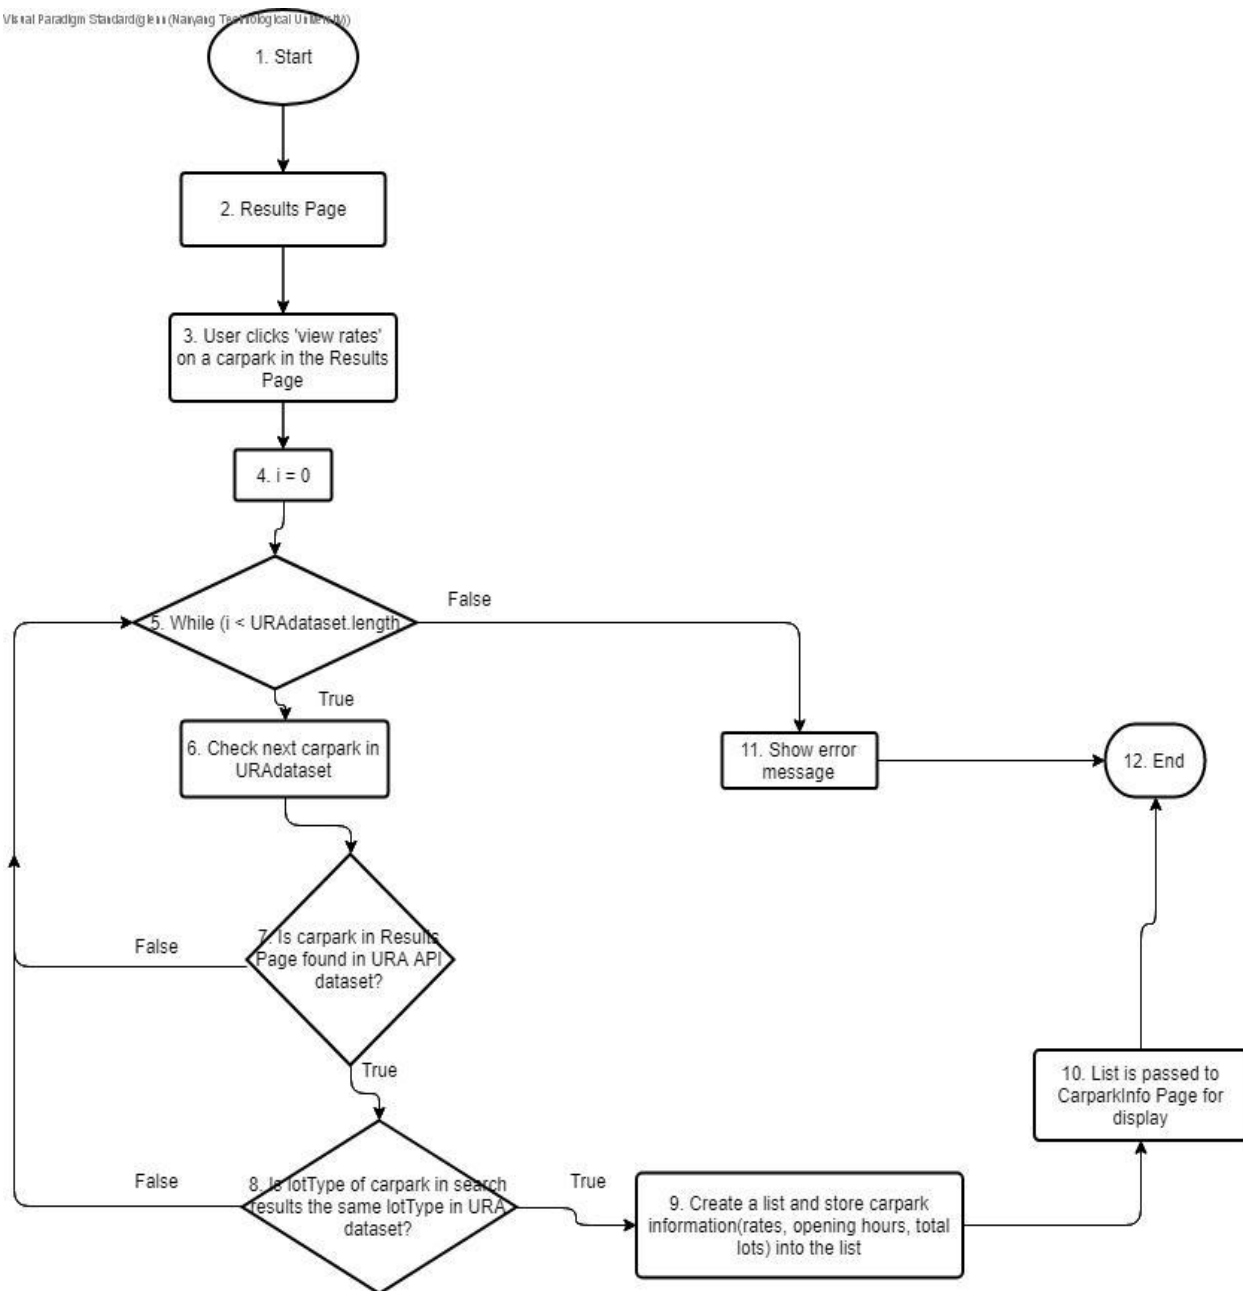 Visual Paradigm Standard(glenn(Nanyang Technological University))
1. Start
2. Results Page
3. User clicks 'view rates'
on a carpark in the Results
Page
4. i = 0
5. While (i < URAdataset.length
False
True
6. Check next carpark in
URAdataset
11. Show error
message
12. End
7. Is carpark in Results
Page found in URA API
dataset?
False
True
10. List is passed to
CarparkInfo Page for
display
8. Is lotType of carpark in search
results the same lotType in URA
dataset?
False
True
9. Create a list and store carpark
information(rates, opening hours, total
lots) into the list